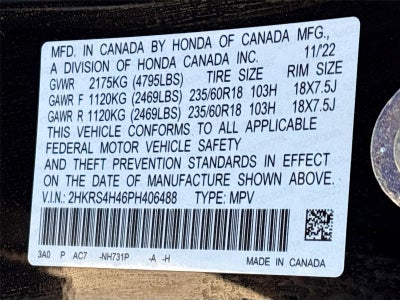 MFD. IN CANADA BY HONDA OF CANADA MFG.,
A DIVISION OF HONDA CANADA INC. 11/'22
GVWR 2175KG (4795LBS) TIRE SIZE RIM SIZE
GAWR F 1120KG (2469LBS) 235/60R18 103H 18X7.5J
GAWR R 1120KG (2469LBS) 235/60R18 103H 18X7.5J
THIS VEHICLE CONFORMS TO ALL APPLICABLE
FEDERAL MOTOR VEHICLE SAFETY
AND THEFT PREVENTION STANDARDS IN EFFECT
ON THE DATE OF MANUFACTURE SHOWN ABOVE.
V.I.N.: 2HKRS4H46PH406488 TYPE: MPV
3A0 P AC7 -NH731P -A -H MADE IN CANADA